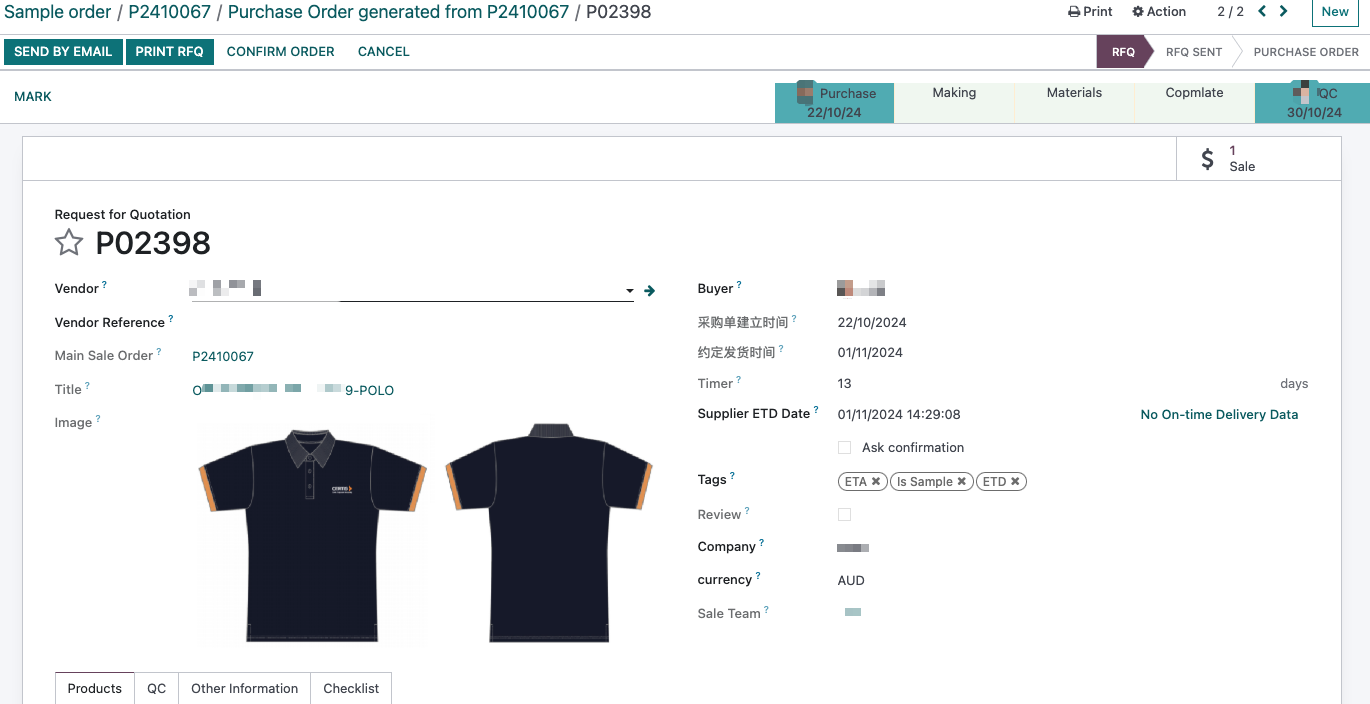 Sample order / P2410067 / Purchase Order generated from P2410067 / P02398
Print Action 2 / 2 New
SEND BY EMAIL PRINT RFQ CONFIRM ORDER CANCEL
RFQ RFQ SENT PURCHASE ORDER
MARK
Purchase Making Materials Copmlate QC
22/10/24 30/10/24
$ 1
Sale
Request for Quotation
P02398
Vendor ?
Vendor Reference ?
Main Sale Order ? P2410067
Title ? O 9-POLO
Image ?
Buyer ?
采购单建立时间 ? 22/10/2024
约定发货时间 ? 01/11/2024
Timer ? 13 days
Supplier ETD Date ? 01/11/2024 14:29:08 No On-time Delivery Data
Ask confirmation
Tags ? ETA ✖ Is Sample ✖ ETD ✖
Review ?
Company ?
currency ? AUD
Sale Team ?
Products QC Other Information Checklist